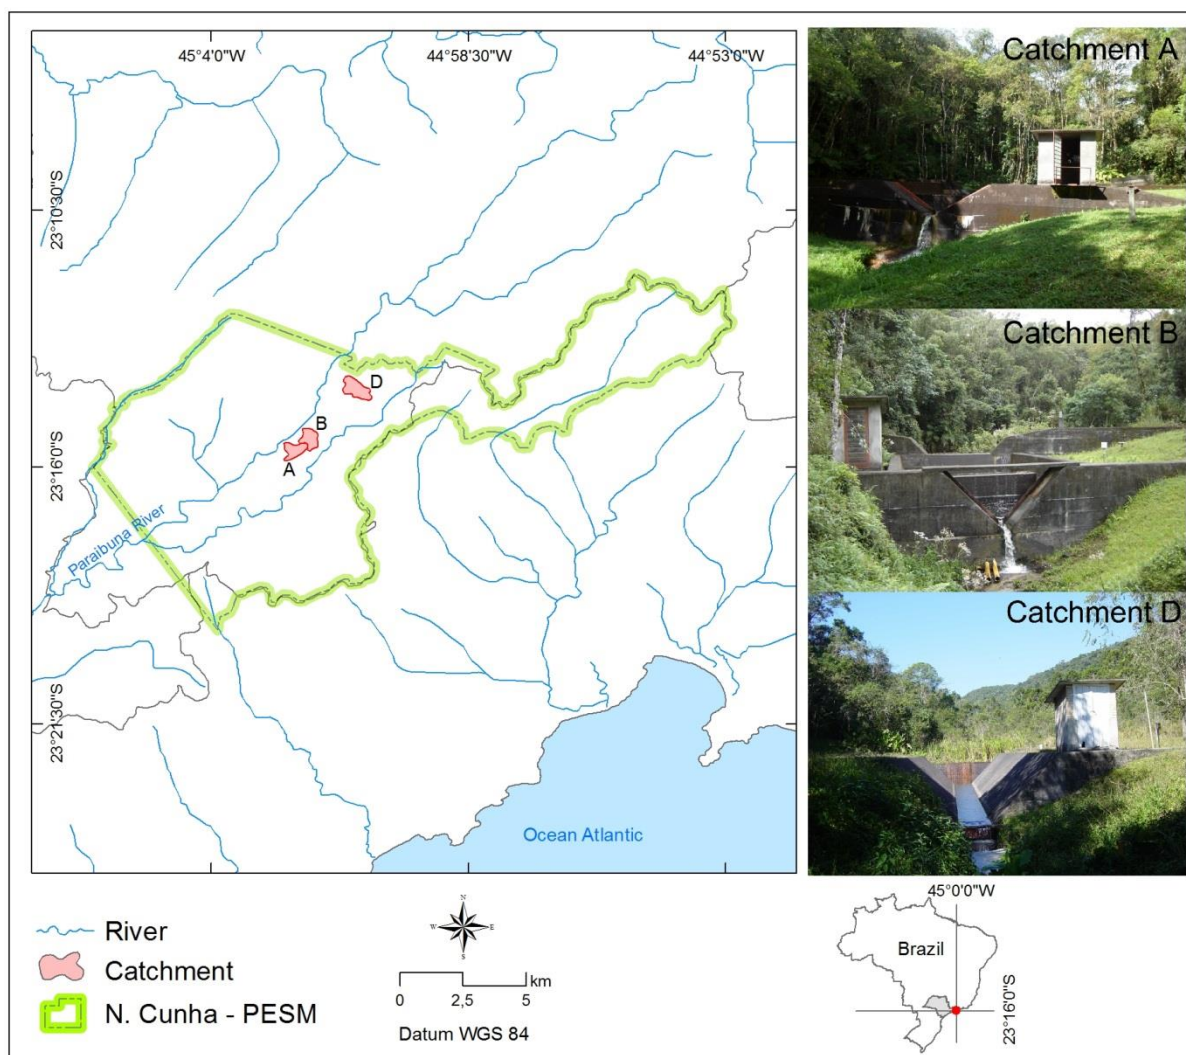 45°4'0"W
44°58'30"W
44°53'0"W
23°10'30"S
23°16'0"S
23°21'30"S
D
B
A
Paraibuna River
Ocean Atlantic
Catchment A
Catchment B
Catchment D
River
Catchment
N. Cunha - PESM
N
W
E
S
km
0
2,5
5
Datum WGS 84
45°0'0"W
Brazil
23°16'0"S